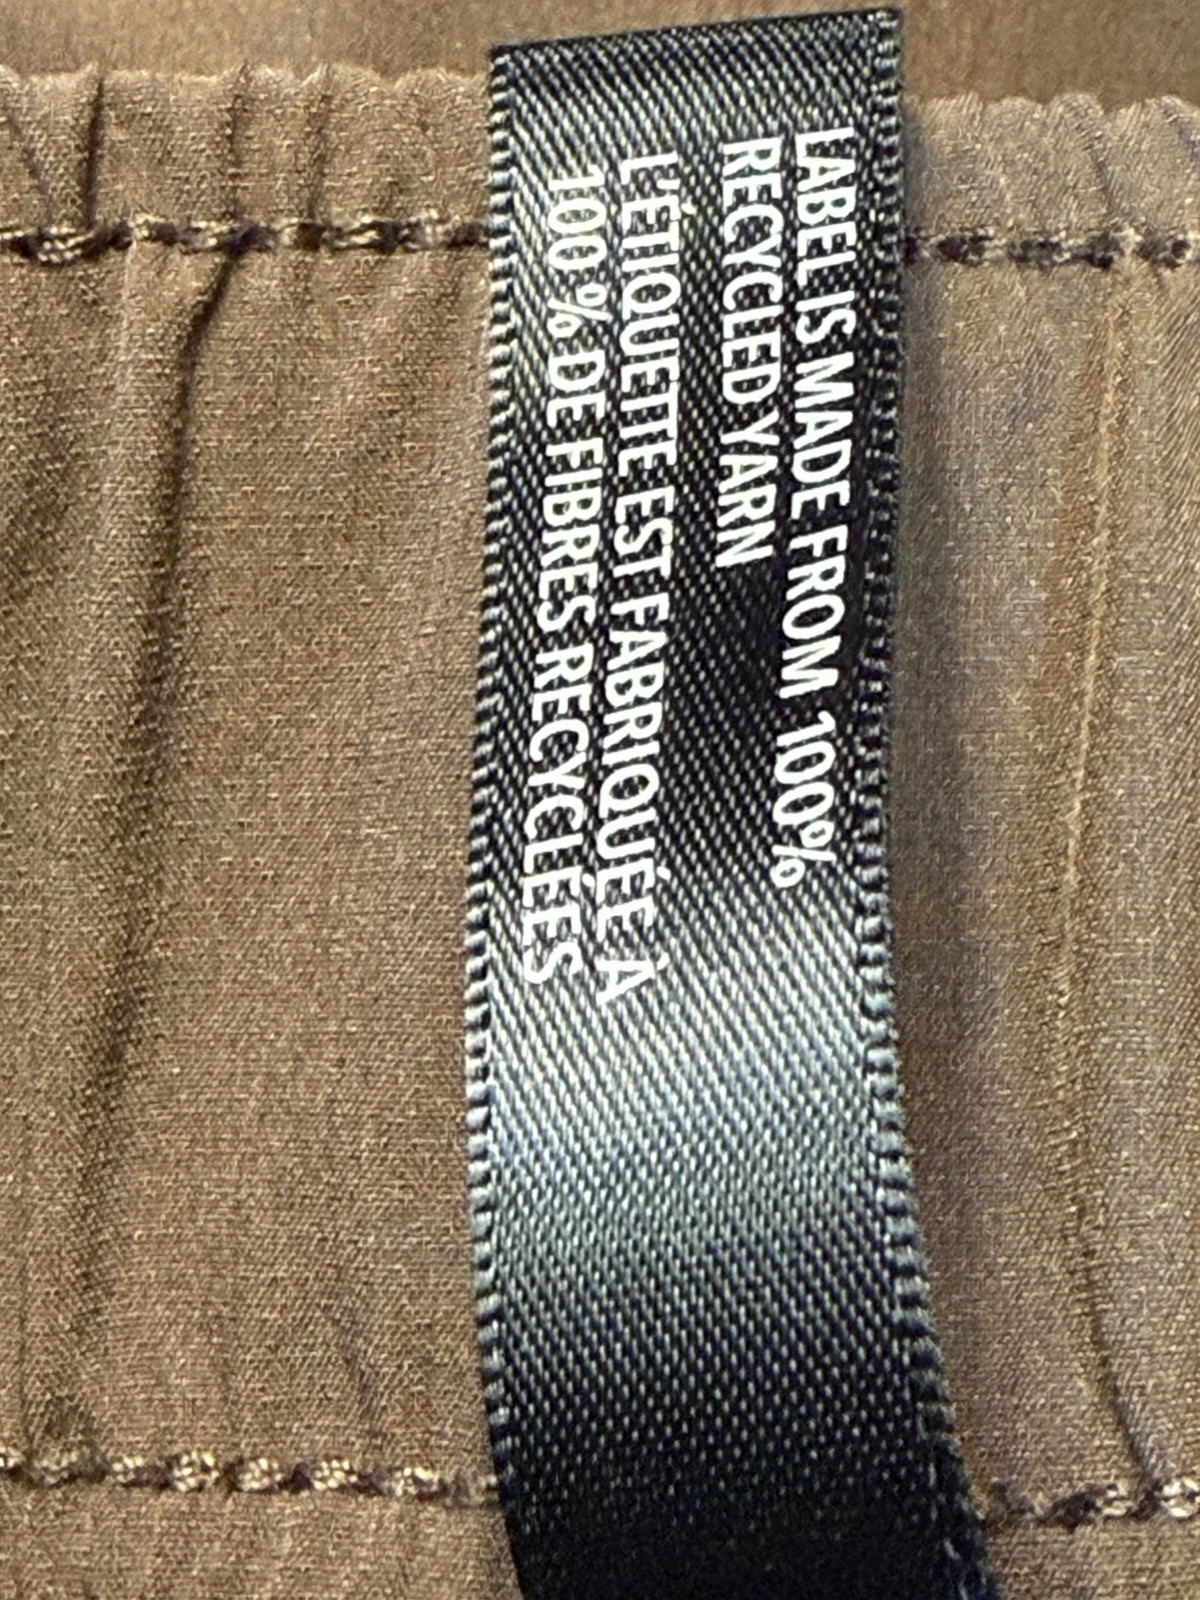 LABEL IS MADE FROM 100%
RECYCLED YARN
L'ÉTIQUETTE EST FABRIQUÉE À
100 % DE FIBRES RECYCLÉES